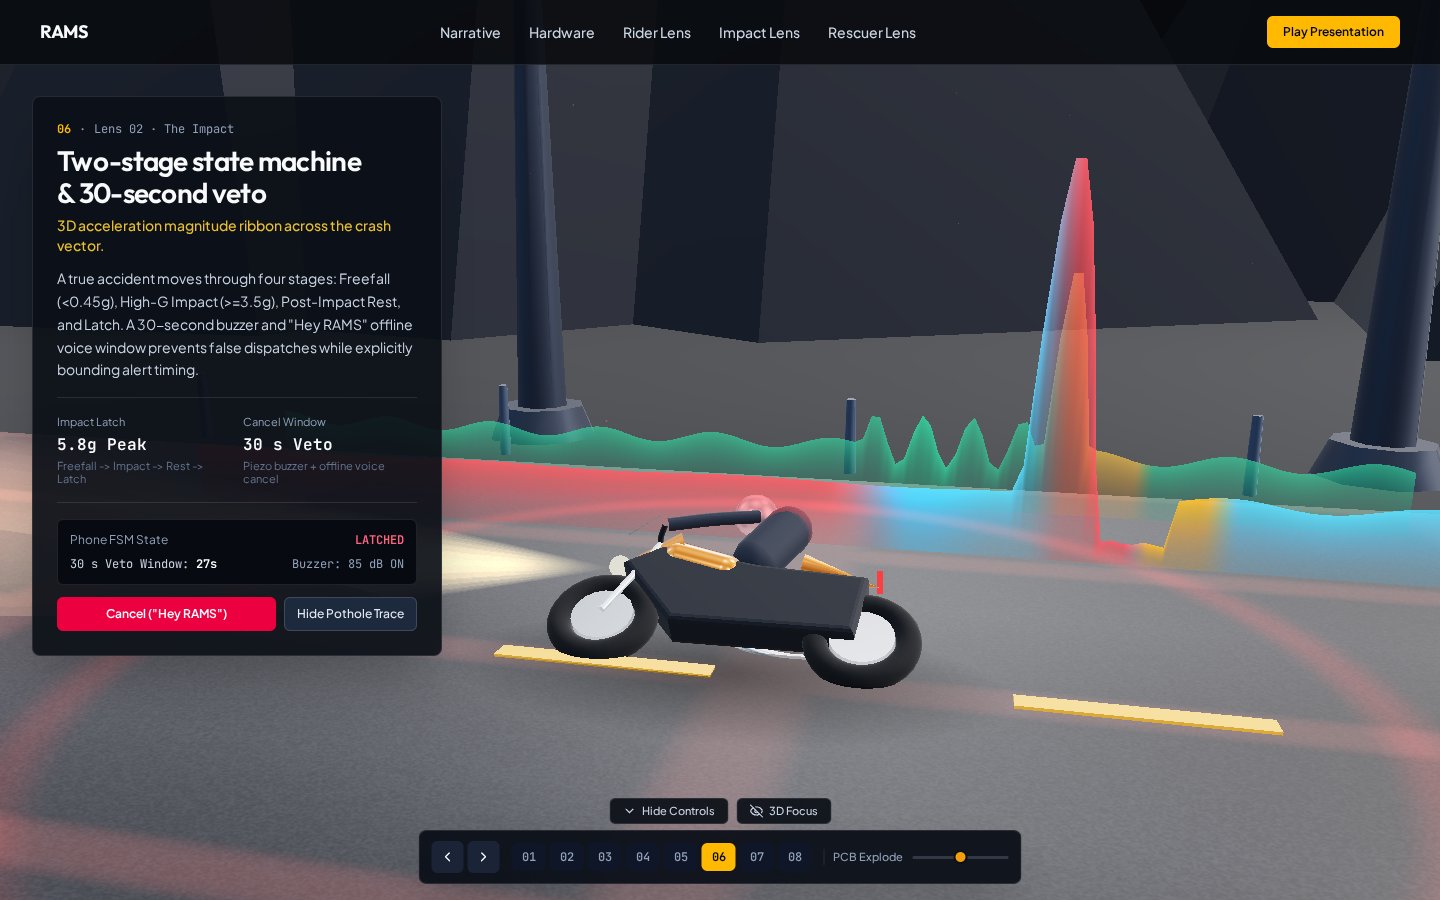 RAMS
Narrative
Hardware
Rider Lens
Impact Lens
Rescuer Lens
Play Presentation
06 · Lens 02 · The Impact
Two-stage state machine
& 30-second veto
3D acceleration magnitude ribbon across the crash
vector.
A true accident moves through four stages: Freefall
(<0.45g), High-G Impact (>=3.5g), Post-Impact Rest,
and Latch. A 30-second buzzer and "Hey RAMS" offline
voice window prevents false dispatches while explicitly
bounding alert timing.
Impact Latch
5.8g Peak
Freefall -> Impact -> Rest ->
Latch
Cancel Window
30 s Veto
Piezo buzzer + offline voice
cancel
Phone FSM State
LATCHED
30 s Veto Window: 27s
Buzzer: 85 dB ON
Cancel ("Hey RAMS")
Hide Pothole Trace
Hide Controls
3D Focus
01
02
03
04
05
06
07
08
PCB Explode